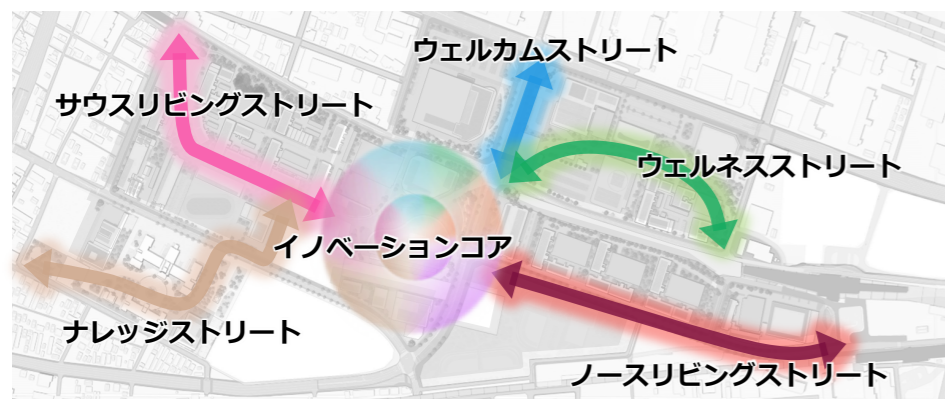 ウェルカムストリート
サウスリビングストリート
ウェルネスストリート
イノベーションコア
ナレッジストリート
ノースリビングストリート